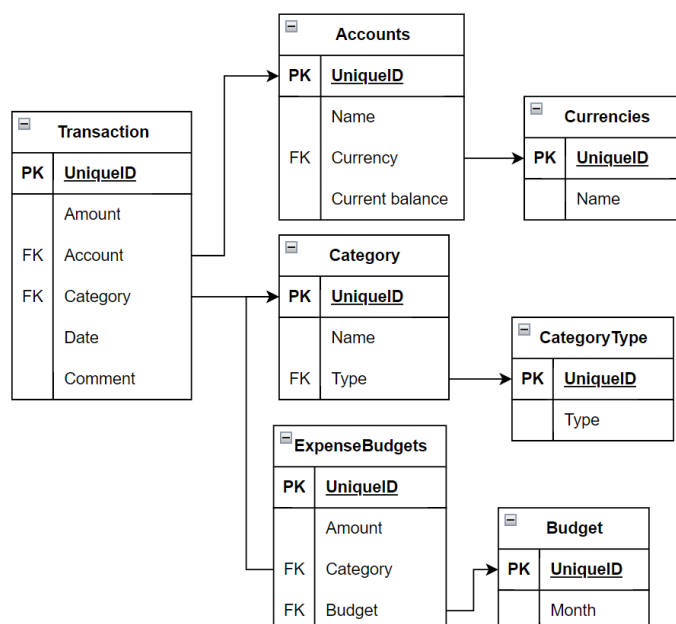 Transaction
PK UniqueID
Amount
FK Account
FK Category
Date
Comment
Accounts
PK UniqueID
Name
FK Currency
Current balance
Currencies
PK UniqueID
Name
Category
PK UniqueID
Name
FK Type
CategoryType
PK UniqueID
Type
ExpenseBudgets
PK UniqueID
Amount
FK Category
FK Budget
Budget
PK UniqueID
Month